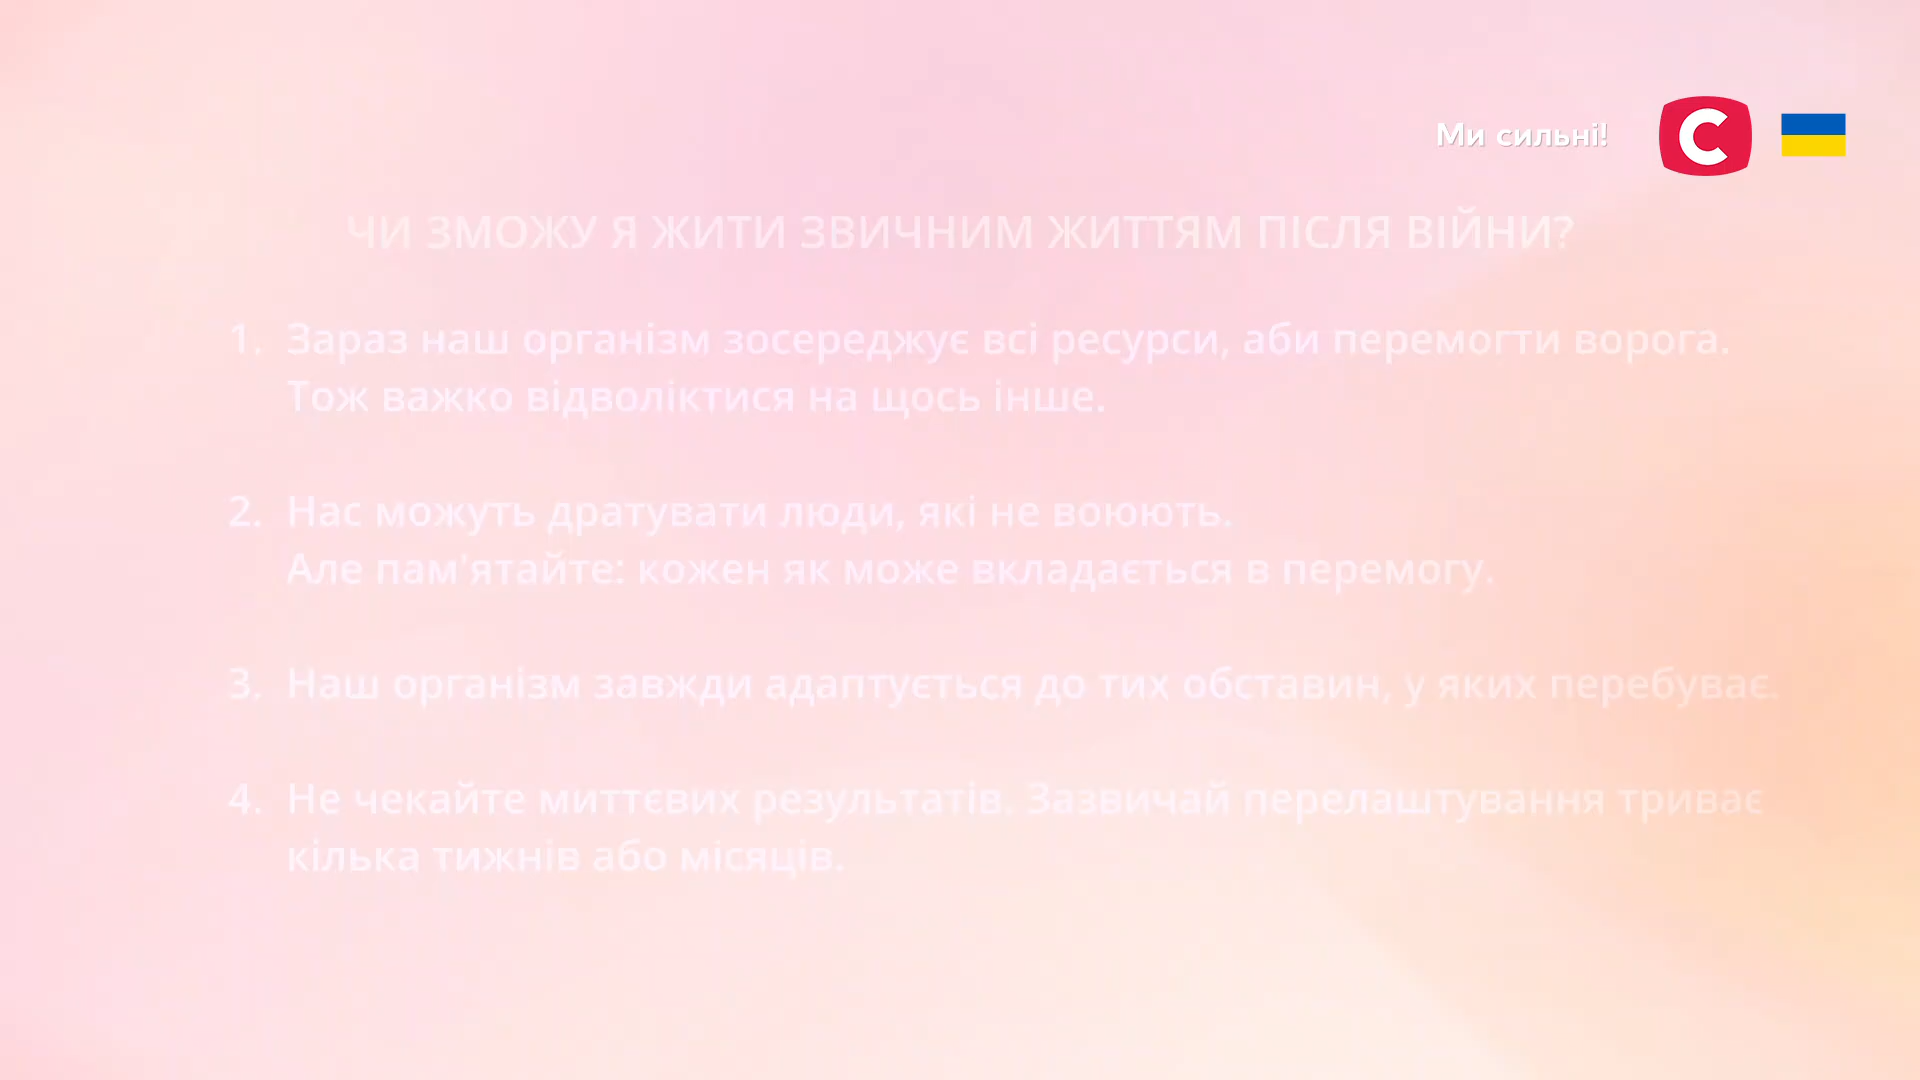 Ми сильні!
C
ЧИ ЗМОЖУ Я ЖИТИ ЗВИЧНИМ ЖИТТЯМ ПІСЛЯ ВІЙНИ?
1. Зараз наш організм зосереджує всі ресурси, аби перемогти ворога.
Тож важко відволіктися на щось інше.
2. Нас можуть дратувати люди, які не воюють.
Але пам'ятайте: кожен як може вкладається в перемогу.
3. Наш організм завжди адаптується до тих обставин, у яких перебуває.
4. Не чекайте миттєвих результатів. Зазвичай перелаштування триває
кілька тижнів або місяців.